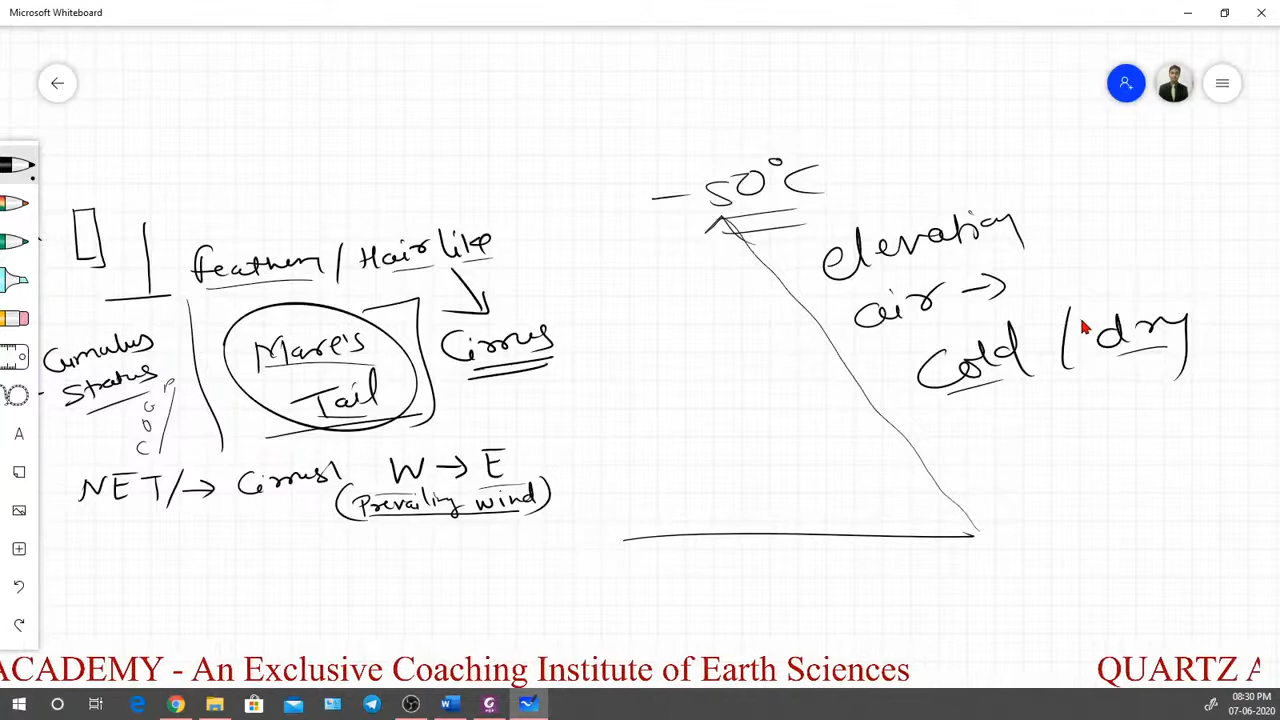 Microsoft Whiteboard
- 50°C
elevation
air →
cold (dry
feathery / Hair like
Mare's
Tail
Cirrus
Cumulus
Stratus
P
G
D
C
NET/→ Cirrus W → E
(Prevailing wind)
ACADEMY - An Exclusive Coaching Institute of Earth Sciences
QUARTZ A
08:30 PM
07-06-2020